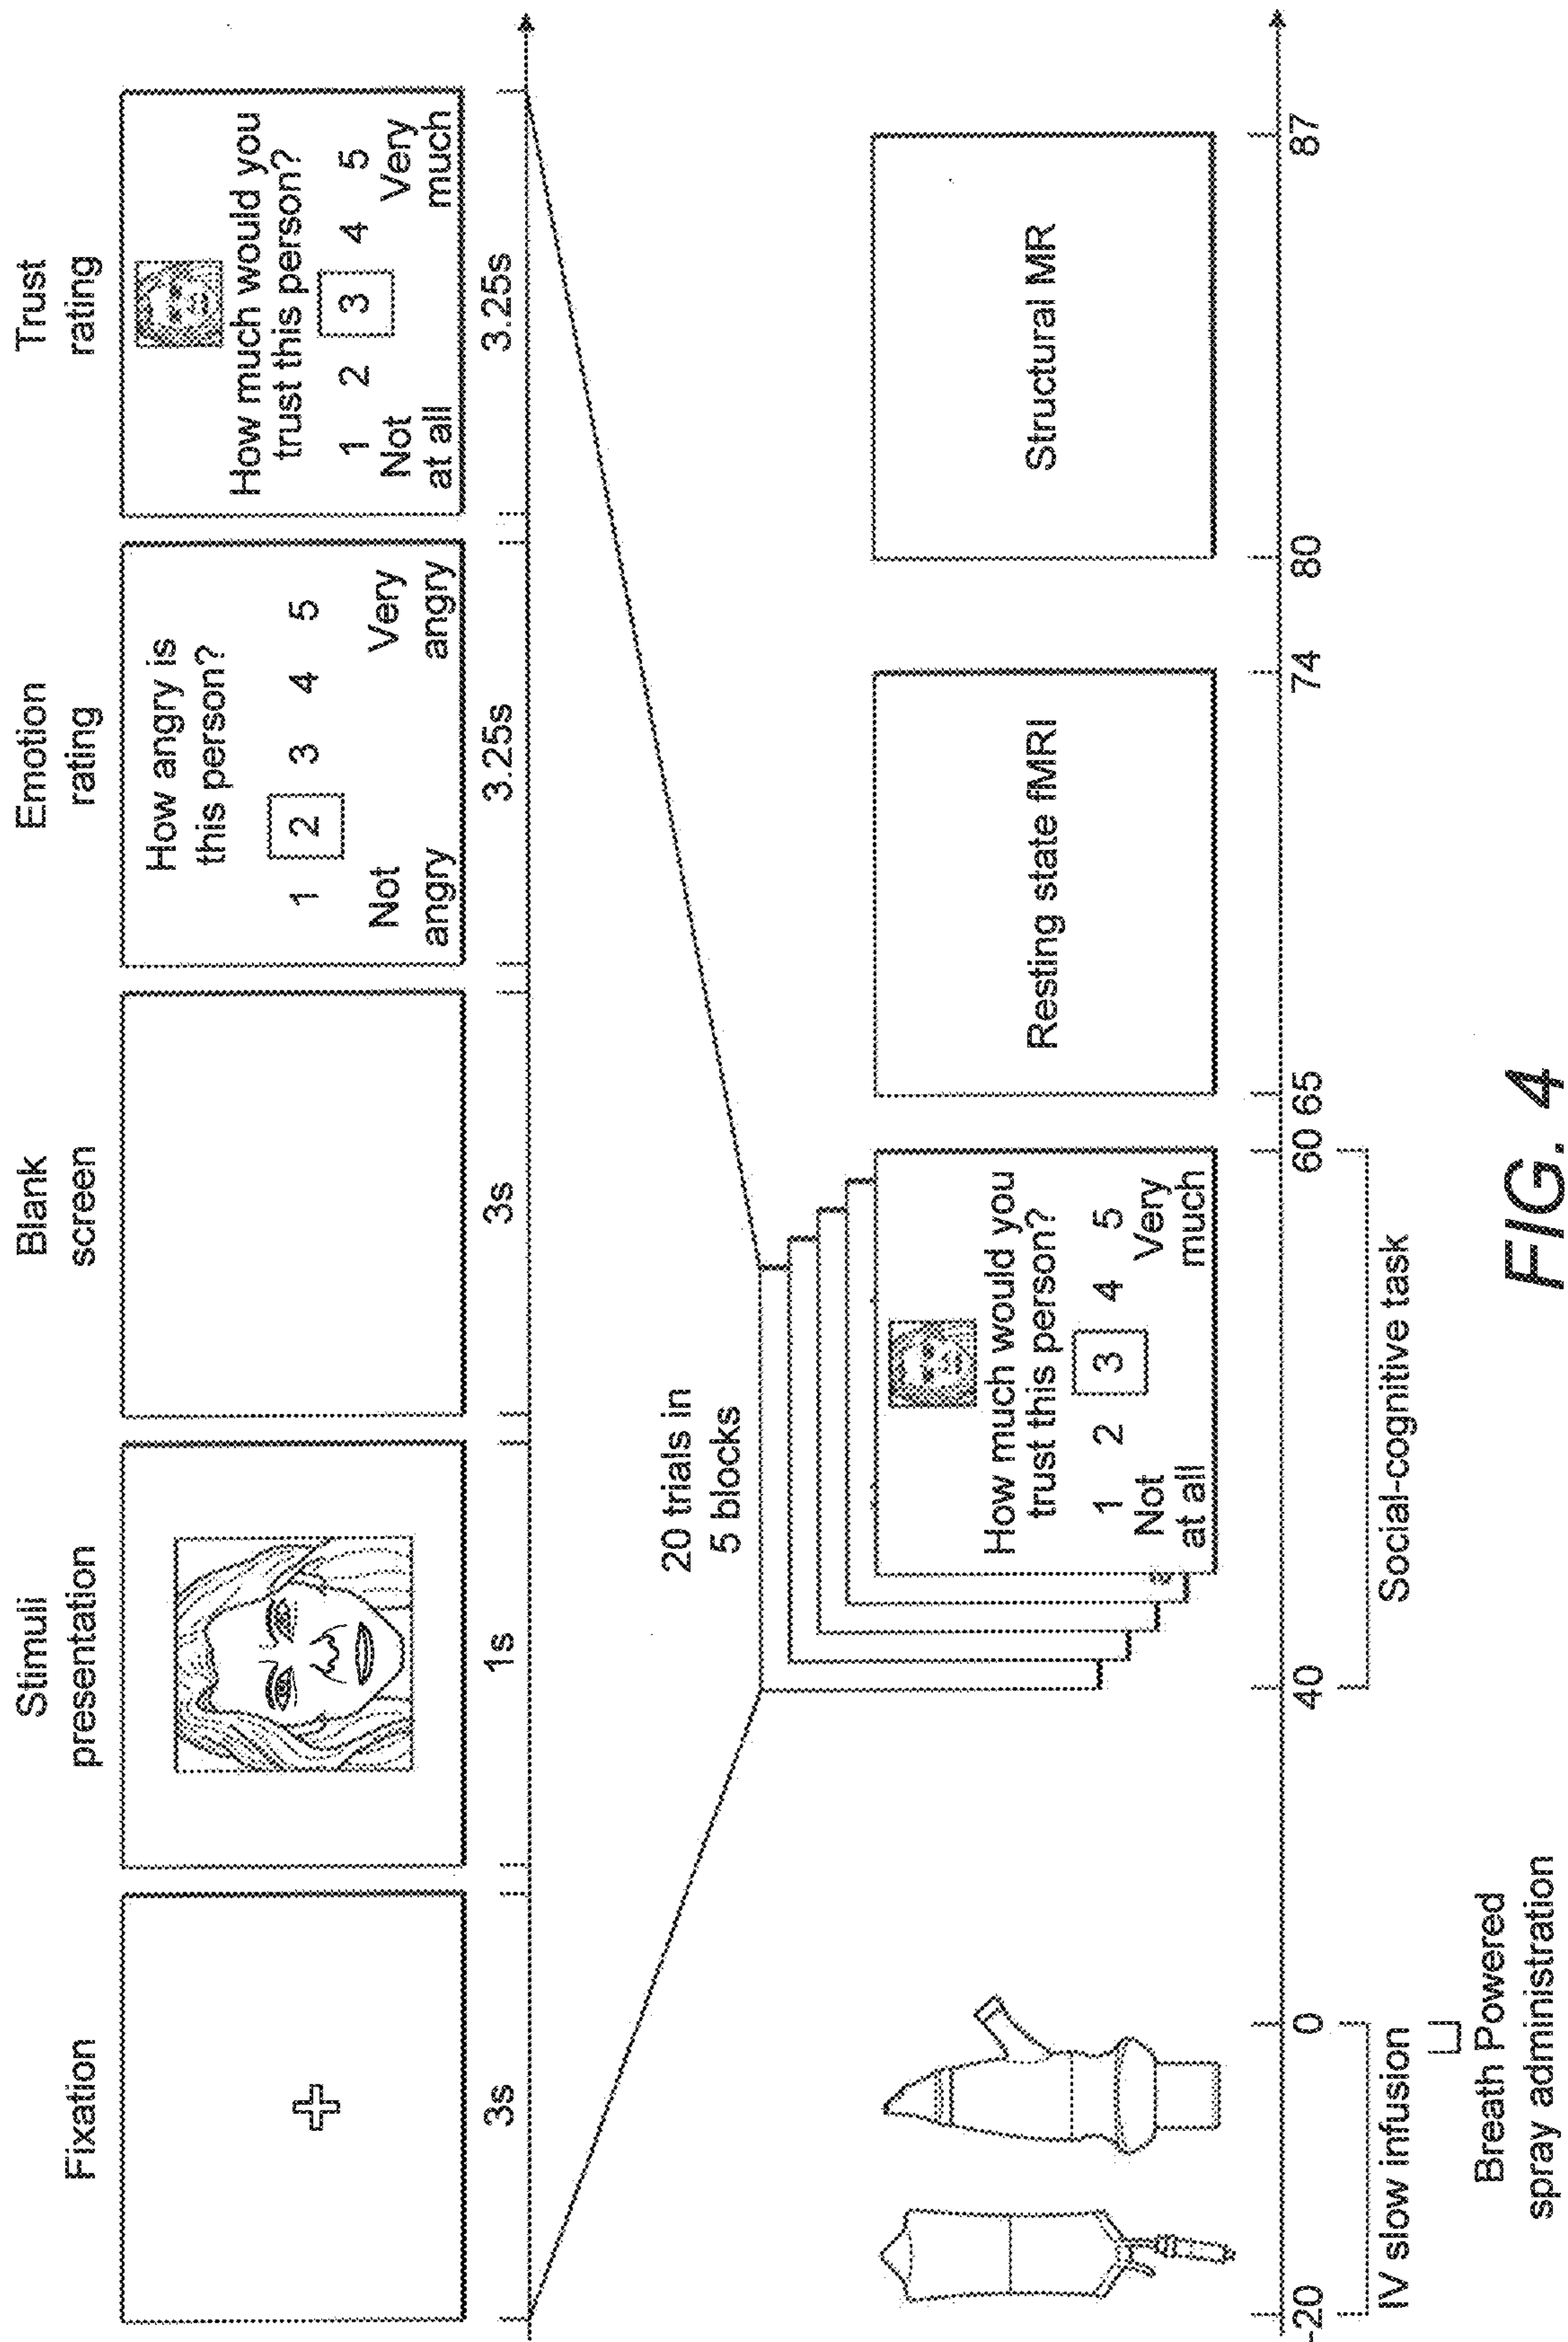 Fixation
Stimuli
presentation
Blank
screen
Emotion
rating
Trust
rating
How angry is
this person?
1 2 3 4 5
Not
angry
Very
angry
How much would you
trust this person?
1 2 3 4 5
Not
at all
Very
much
3s
1s
3s
3.25s
3.25s
20 trials in
5 blocks
How much would you
trust this person?
1 2 3 4 5
Not
at all
Very
much
Resting state fMRI
Structural MR
-20 0 40 60 65 74 80 87
IV slow infusion
Social-cognitive task
Breath Powered
spray administration
FIG. 4